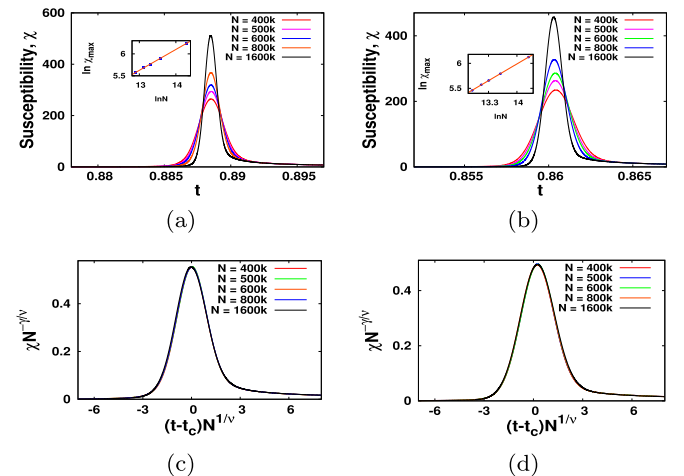 600
400
200
0
Susceptibility, χ
N = 400k
N = 500k
N = 600k
N = 800k
N = 1600k
ln χmax
6
5.5
13
14
lnN
0.88
0.885
0.89
0.895
t
(a)
400
200
0
Susceptibility, χ
N = 400k
N = 500k
N = 600k
N = 800k
N = 1600k
ln χmax
6
5.5
13.3
14
lnN
0.855
0.86
0.865
t
(b)
0.4
0.2
0
χN^-γ/ν
N = 400k
N = 500k
N = 600k
N = 800k
N = 1600k
-6
-3
0
3
6
(t-tc)N^1/ν
(c)
0.4
0.2
0
χN^-γ/ν
N = 400k
N = 500k
N = 600k
N = 800k
N = 1600k
-6
-3
0
3
6
(t-tc)N^1/ν
(d)